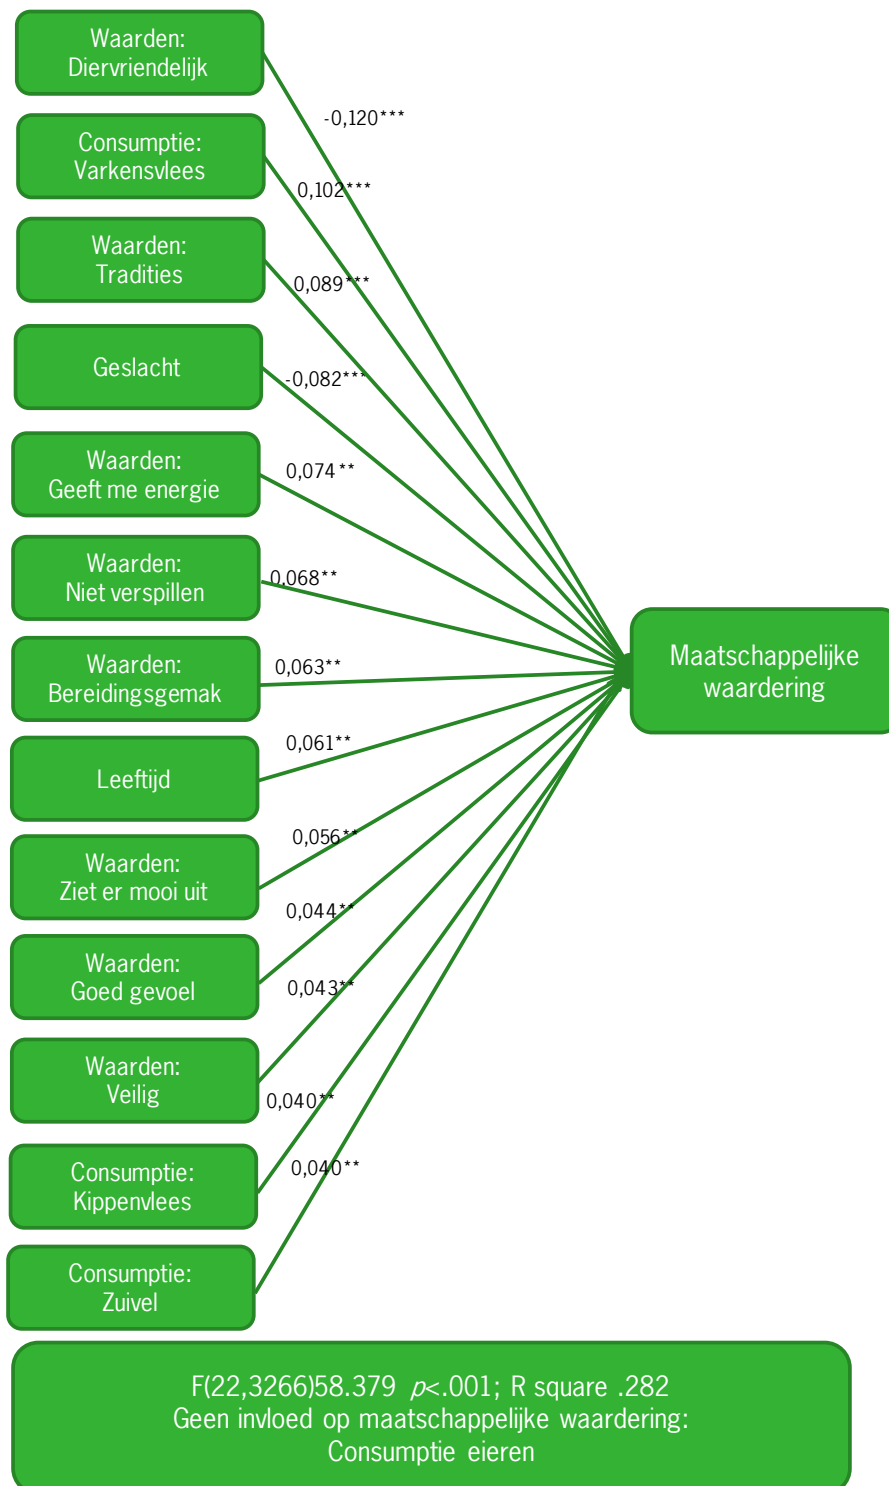 Waarden:
Diervriendelijk
-0,120***
Consumptie:
Varkensvlees
0,102***
Waarden:
Tradities
0,089***
Geslacht
-0,082***
Waarden:
Geeft me energie
0,074**
Waarden:
Niet verspillen
0,068**
Waarden:
Bereidingsgemak
0,063**
Maatschappelijke
waardering
Leeftijd
0,061**
Waarden:
Ziet er mooi uit
0,056**
Waarden:
Goed gevoel
0,044**
Waarden:
Veilig
0,043**
Consumptie:
Kippenvlees
0,040**
Consumptie:
Zuivel
0,040**
F(22,3266)58.379 p<.001; R square .282
Geen invloed op maatschappelijke waardering:
Consumptie eieren